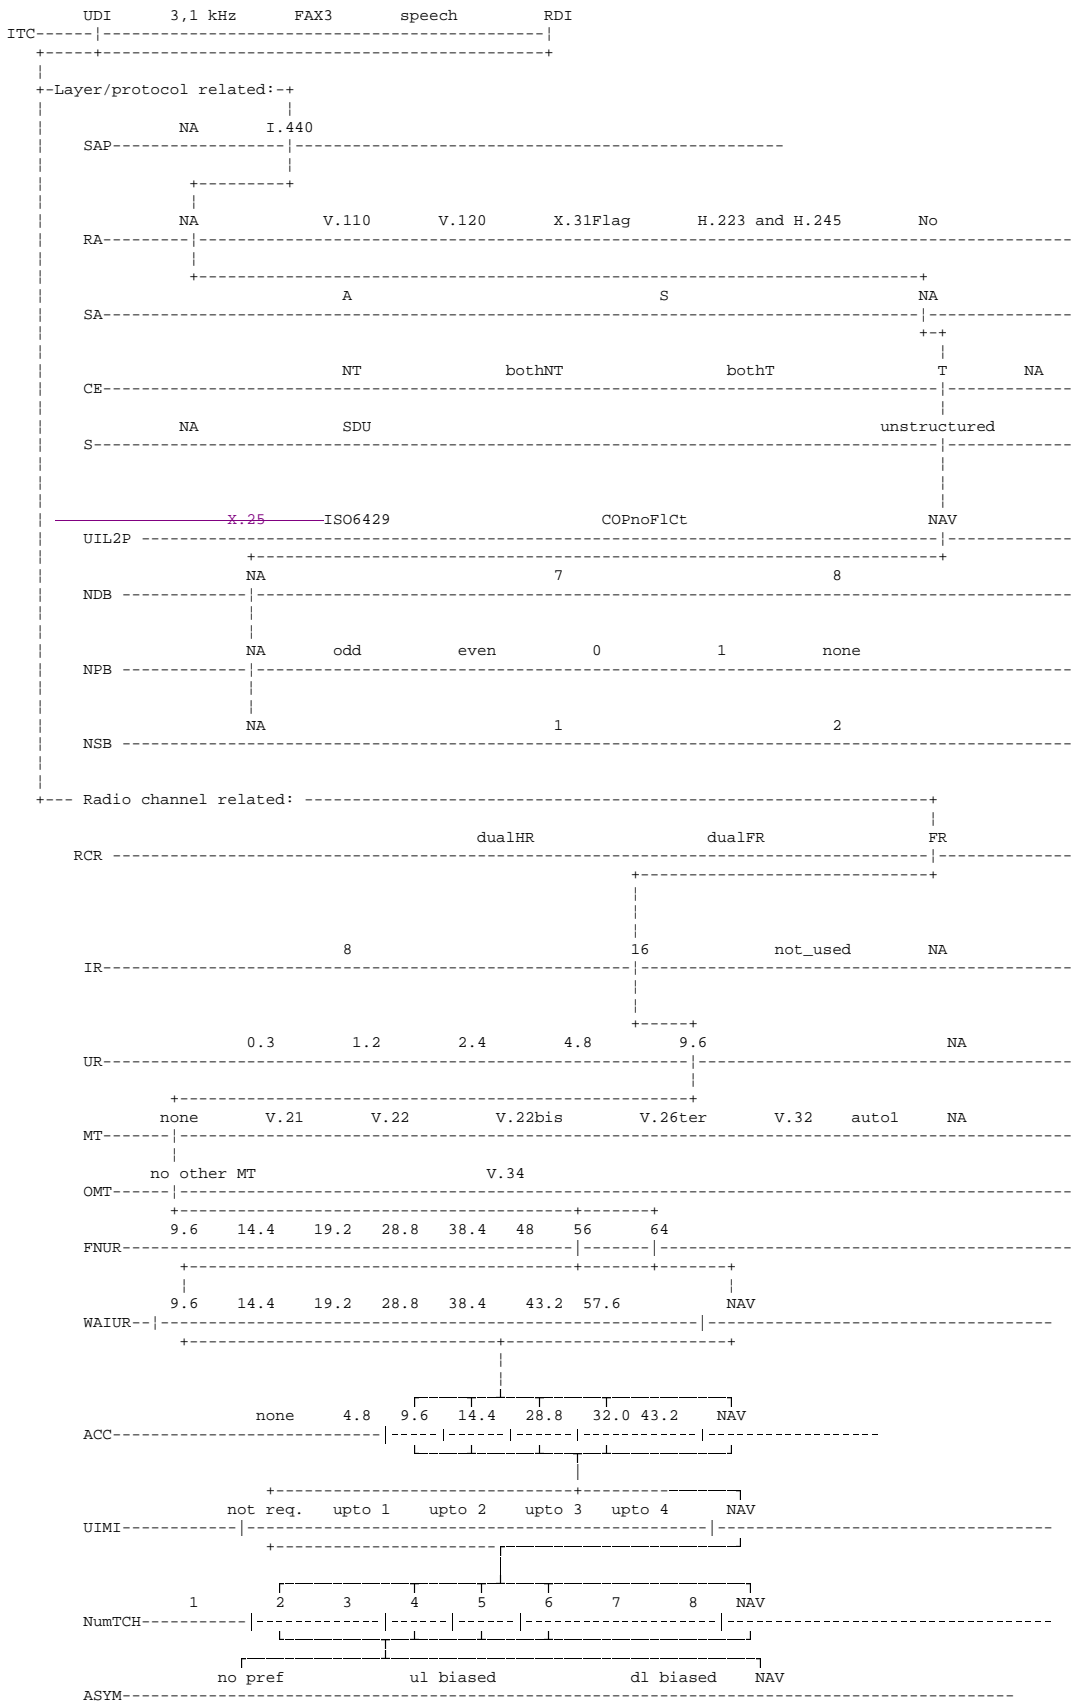 UDI 3,1 kHz FAX3 speech RDI
ITC
Layer/protocol related:
NA I.440
SAP
NA V.110 V.120 X.31Flag H.223 and H.245 No
RA
A S NA
SA
NT bothNT bothT T NA
CE
NA SDU unstructured
S
X.25 ISO6429 COPnoFlCt NAV
UIL2P
NA 7 8
NDB
NA odd even 0 1 none
NPB
NA 1 2
NSB
Radio channel related:
dualHR dualFR FR
RCR
8 16 not_used NA
IR
0.3 1.2 2.4 4.8 9.6 NA
UR
none V.21 V.22 V.22bis V.26ter V.32 auto1 NA
MT
no other MT V.34
OMT
9.6 14.4 19.2 28.8 38.4 48 56 64
FNUR
9.6 14.4 19.2 28.8 38.4 43.2 57.6 NAV
WAIUR
none 4.8 9.6 14.4 28.8 32.0 43.2 NAV
ACC
not req. upto 1 upto 2 upto 3 upto 4 NAV
UIMI
1 2 3 4 5 6 7 8 NAV
NumTCH
no pref ul biased dl biased NAV
ASYM